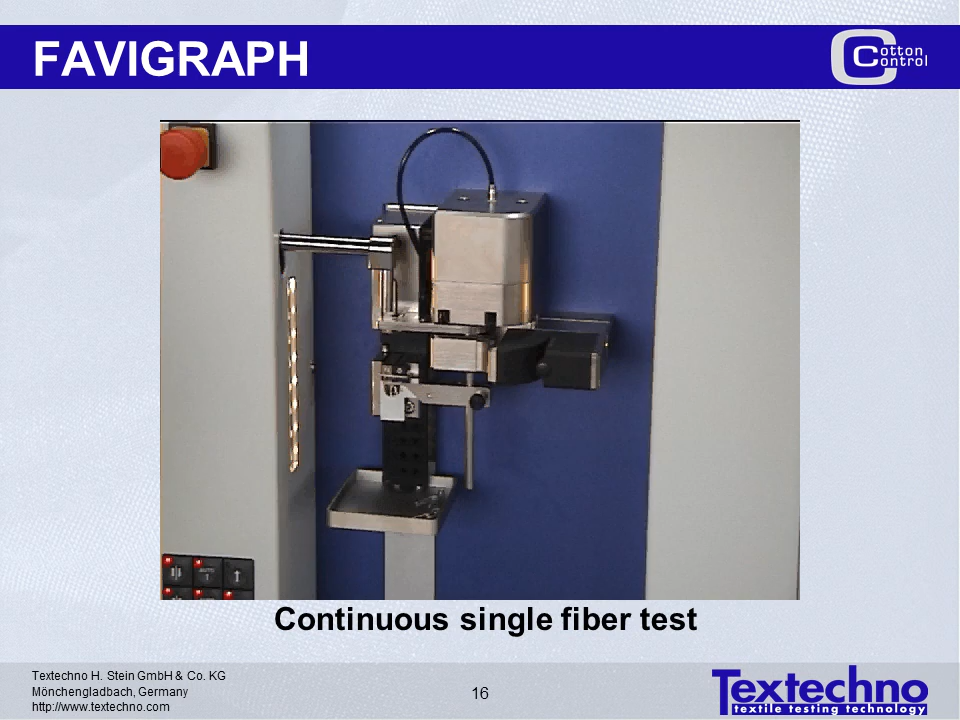 FAVIGRAPH
Cotton
Control
AUTO
Continuous single fiber test
Textechno H. Stein GmbH & Co. KG
Mönchengladbach, Germany
http://www.textechno.com
16
Textechno
textile testing technology